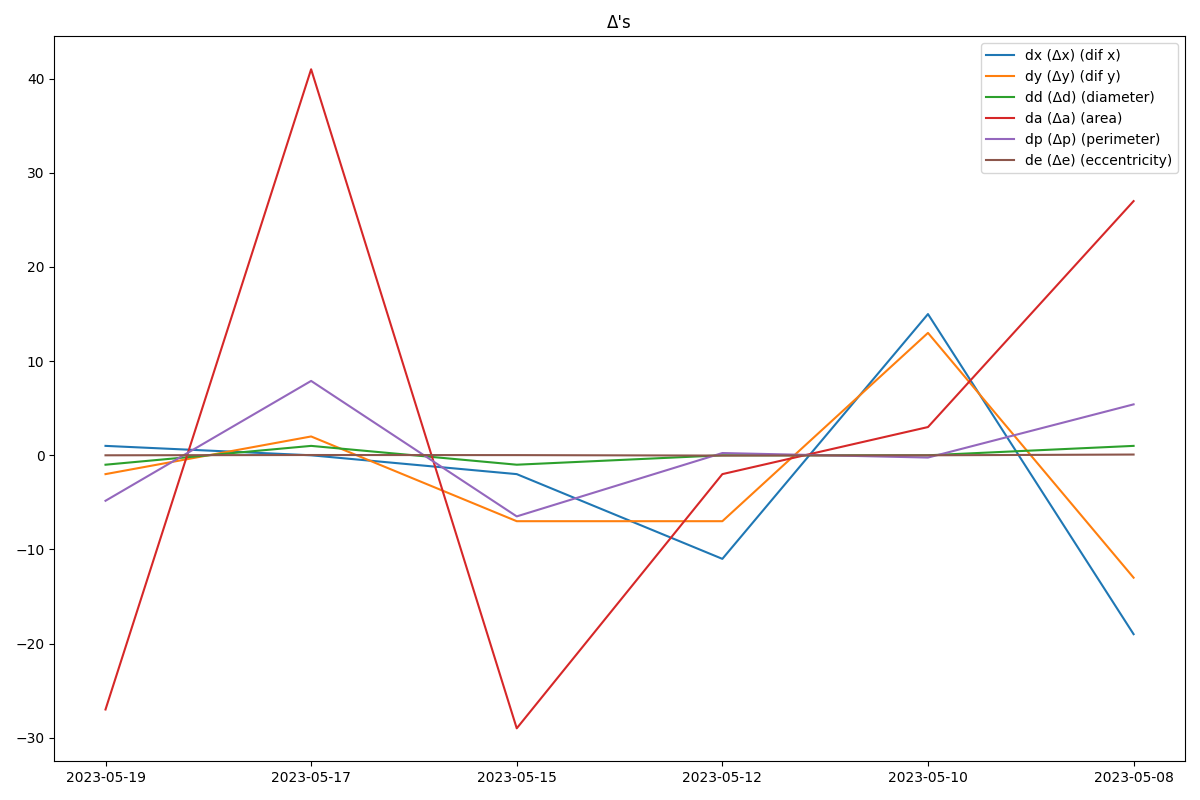 Δ's
dx (Δx) (dif x)
dy (Δy) (dif y)
dd (Δd) (diameter)
da (Δa) (area)
dp (Δp) (perimeter)
de (Δe) (eccentricity)
40
30
20
10
0
−10
−20
−30
2023-05-19 2023-05-17 2023-05-15 2023-05-12 2023-05-10 2023-05-08